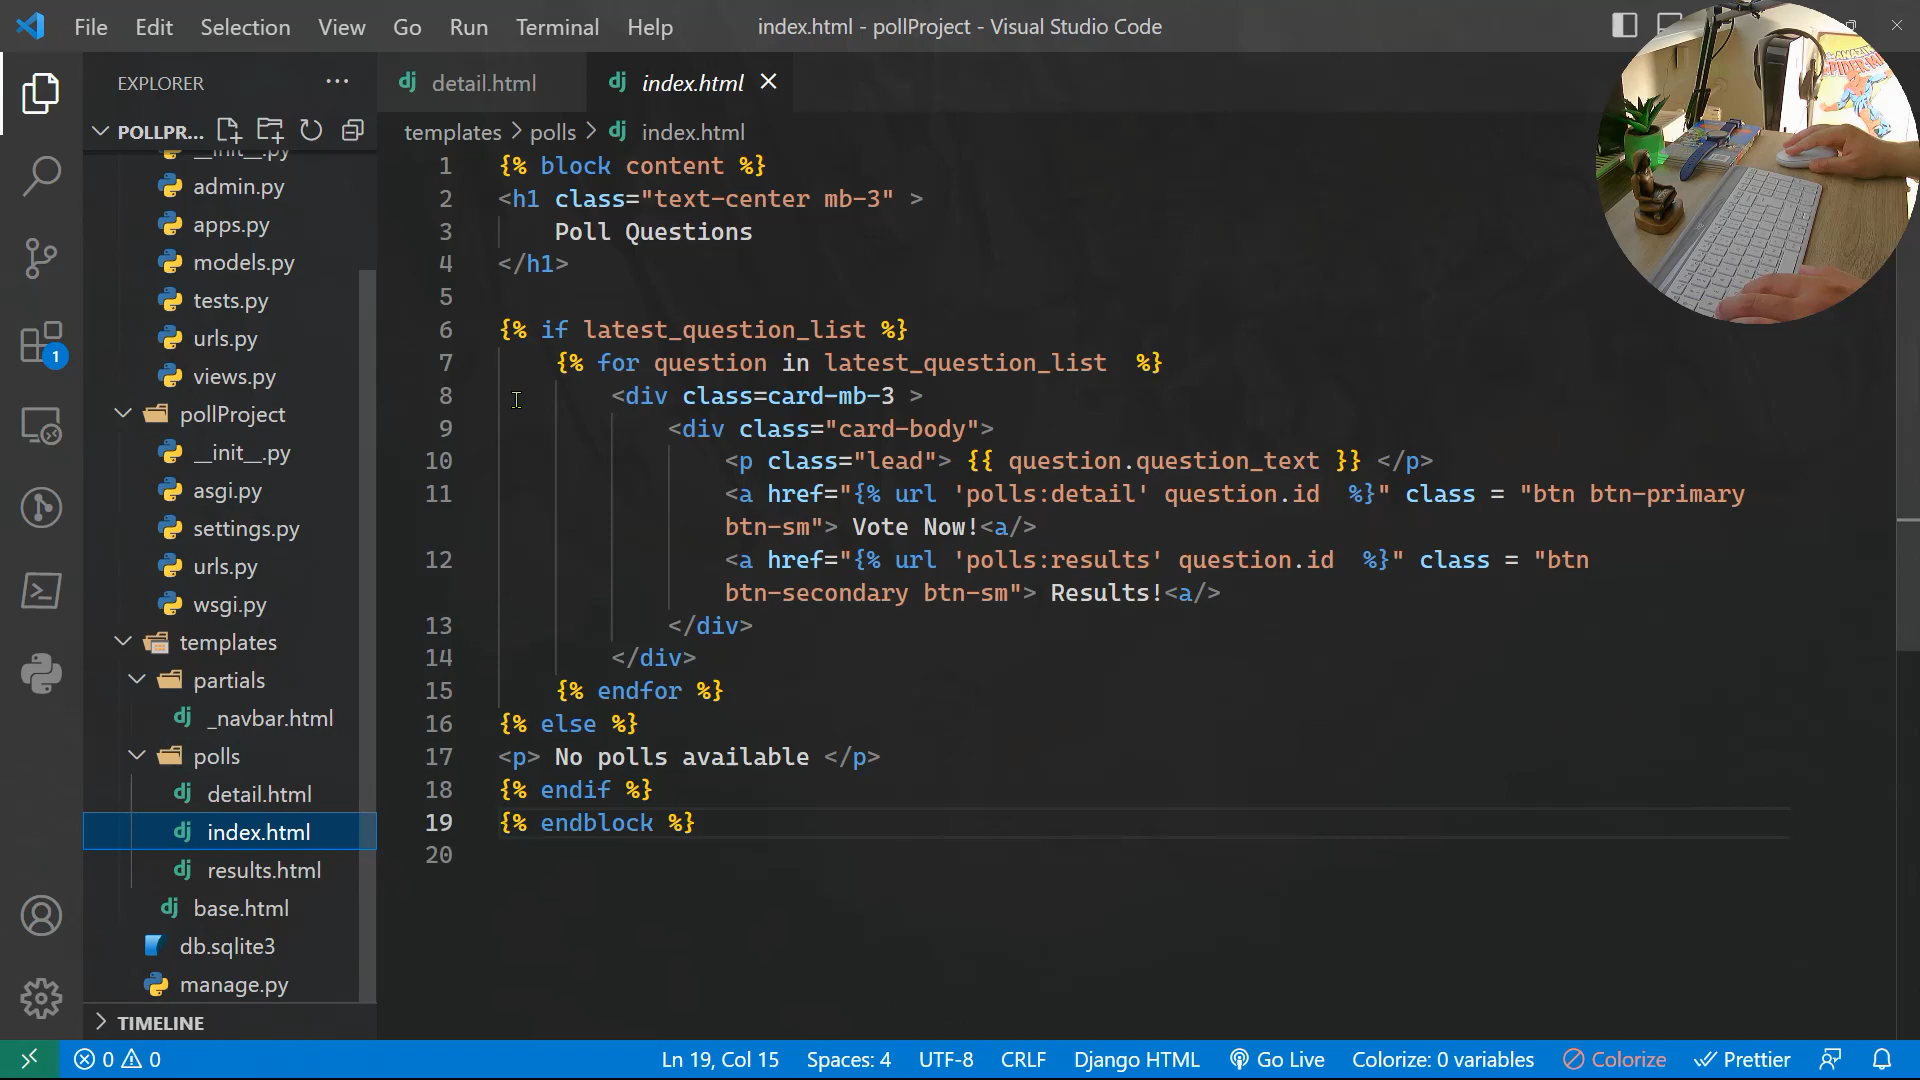 File Edit Selection View Go Run Terminal Help
index.html - pollProject - Visual Studio Code
EXPLORER
POLLPR...
__init__.py
admin.py
apps.py
models.py
tests.py
urls.py
views.py
pollProject
__init__.py
asgi.py
settings.py
urls.py
wsgi.py
templates
partials
_navbar.html
polls
detail.html
index.html
results.html
base.html
db.sqlite3
manage.py
TIMELINE
1
detail.html index.html
templates > polls > index.html
1 {% block content %}
2 <h1 class="text-center mb-3" >
3 Poll Questions
4 </h1>
5
6 {% if latest_question_list %}
7 {% for question in latest_question_list  %}
8 <div class=card-mb-3 >
9 <div class="card-body">
10 <p class="lead"> {{ question.question_text }} </p>
11 <a href="{% url 'polls:detail' question.id  %}" class = "btn btn-primary
btn-sm"> Vote Now!<a/>
12 <a href="{% url 'polls:results' question.id  %}" class = "btn
btn-secondary btn-sm"> Results!<a/>
13 </div>
14 </div>
15 {% endfor %}
16 {% else %}
17 <p> No polls available </p>
18 {% endif %}
19 {% endblock %}
20
0 0 Ln 19, Col 15 Spaces: 4 UTF-8 CRLF Django HTML Go Live Colorize: 0 variables Colorize Prettier